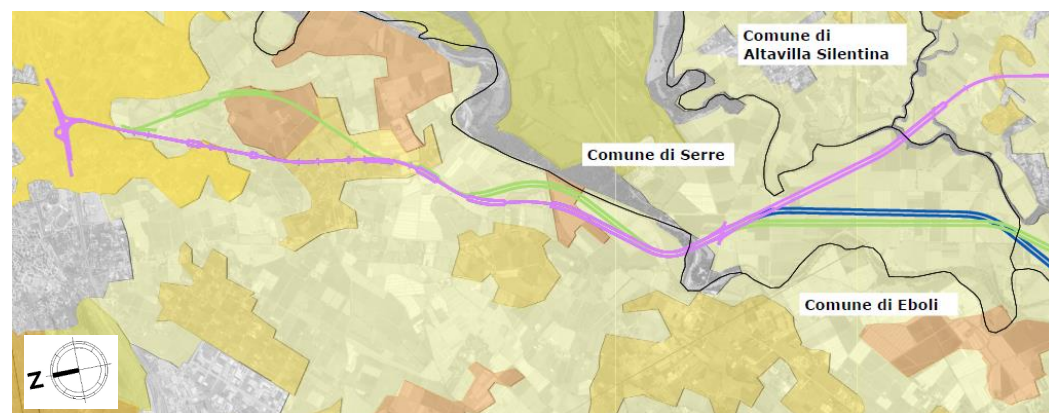 Comune di
Altavilla Silentina
Comune di Serre
Comune di Eboli
N